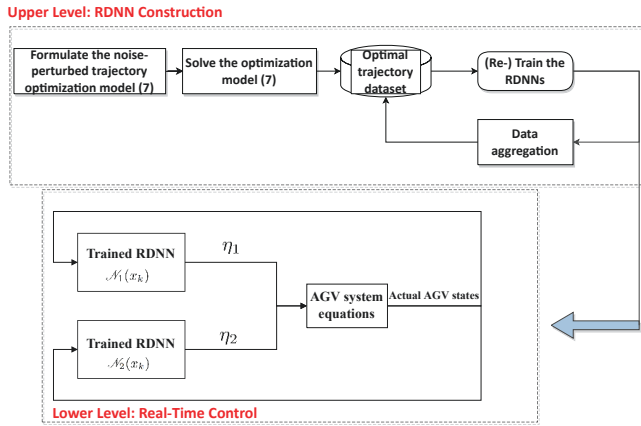 Upper Level: RDNN Construction
Formulate the noise-
perturbed trajectory
optimization model (7)
Solve the optimization
model (7)
Optimal
trajectory
dataset
(Re-) Train the
RDNNs
Data
aggregation
Trained RDNN
𝒩₁(xₖ)
η₁
AGV system
equations
Actual AGV states
Trained RDNN
𝒩₂(xₖ)
η₂
Lower Level: Real-Time Control